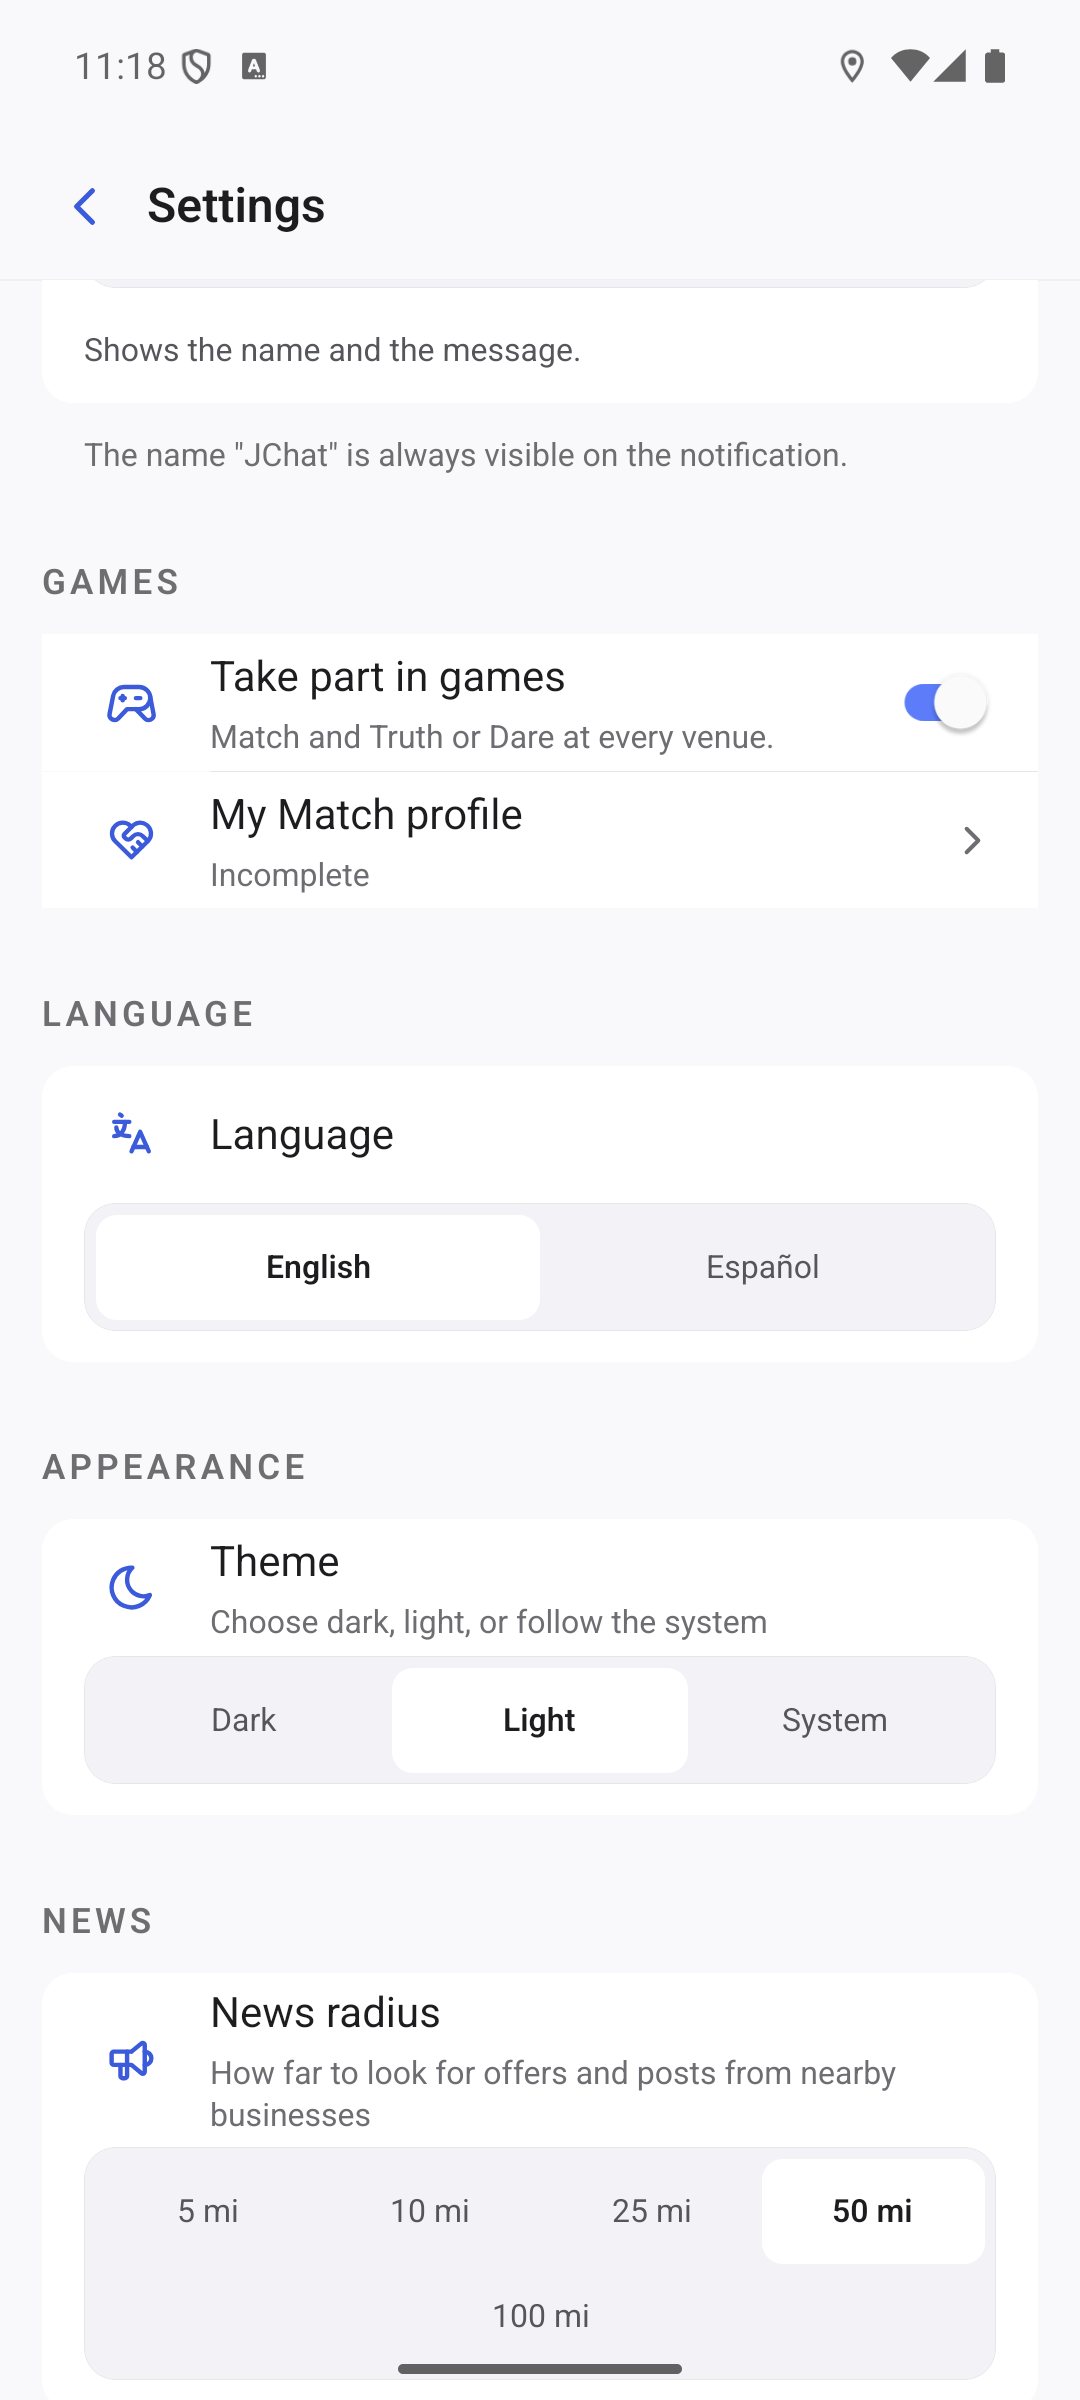 11:18
Settings
Shows the name and the message.
The name "JChat" is always visible on the notification.
GAMES
Take part in games
Match and Truth or Dare at every venue.
My Match profile
Incomplete
LANGUAGE
Language
English
Español
APPEARANCE
Theme
Choose dark, light, or follow the system
Dark
Light
System
NEWS
News radius
How far to look for offers and posts from nearby
businesses
5 mi
10 mi
25 mi
50 mi
100 mi